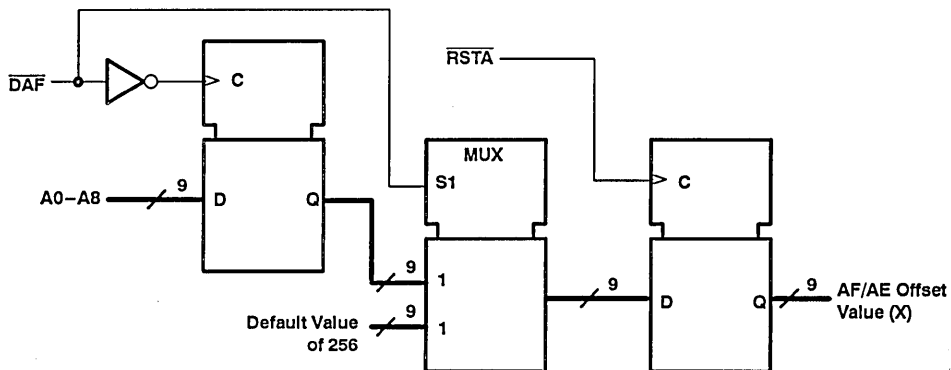 DAF
C
RSTA
MUX
S1
C
A0–A8
9
D
Q
9
1
9
1
Default Value
of 256
9
D
Q
9
AF/AE Offset
Value (X)